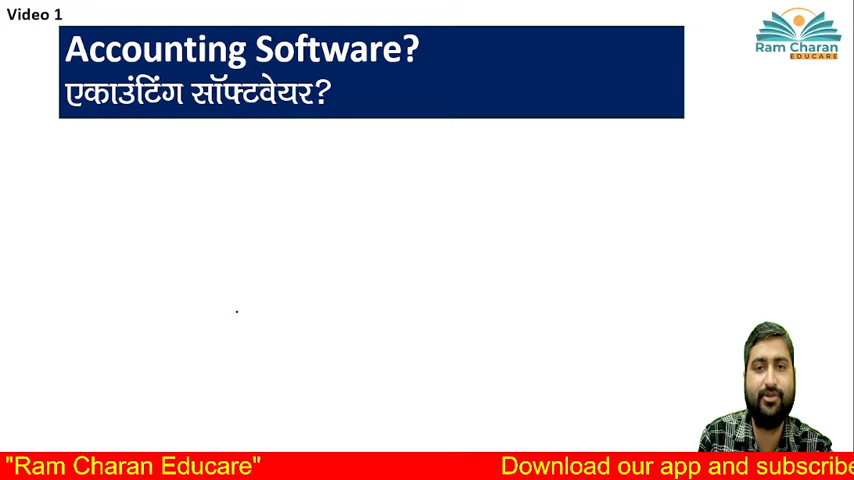 Video 1
Accounting Software?
एकाउंटिंग सॉफ्टवेयर?
Ram Charan
EDUCARE
"Ram Charan Educare" Download our app and subscribe